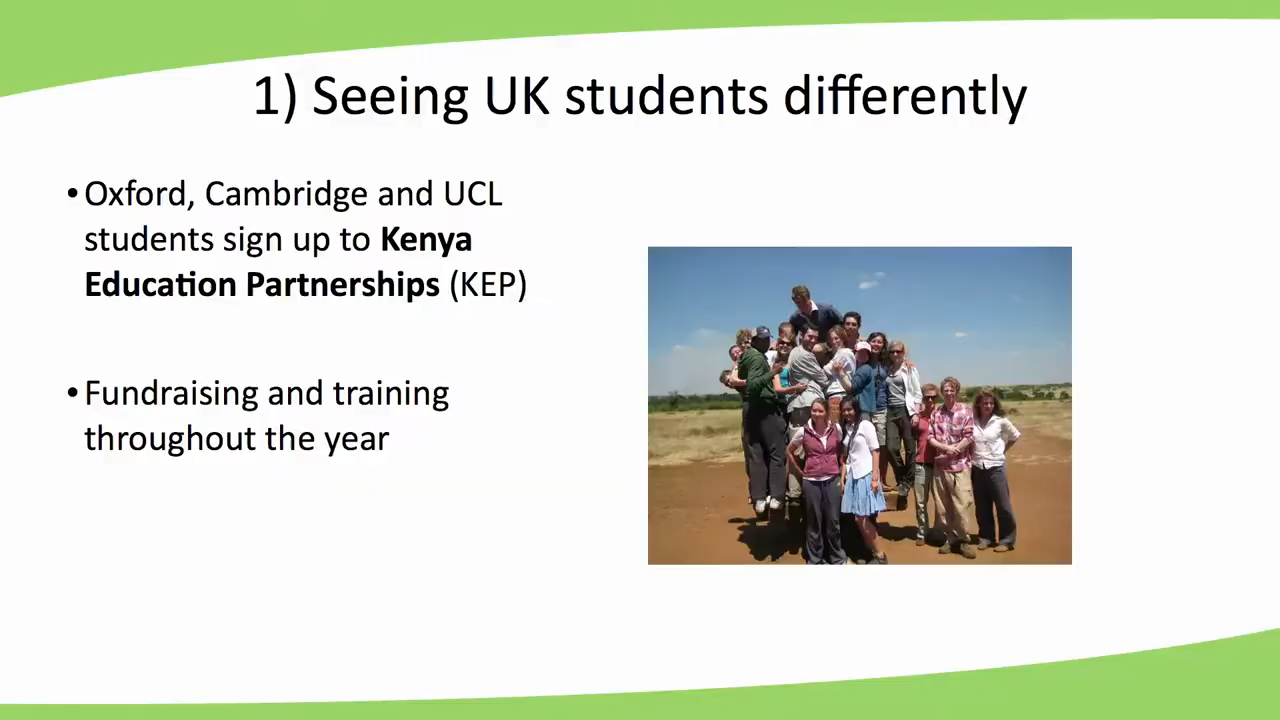 1) Seeing UK students differently
• Oxford, Cambridge and UCL
students sign up to Kenya
Education Partnerships (KEP)
• Fundraising and training
throughout the year